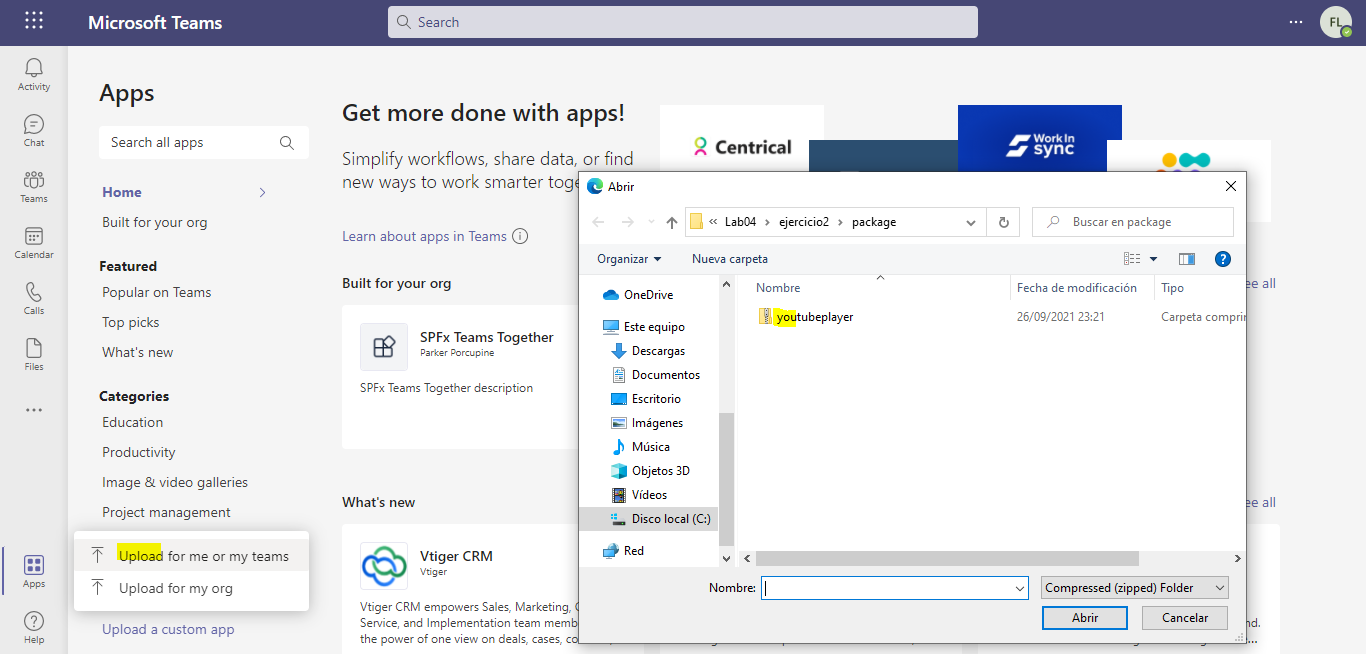 Microsoft Teams
Search
FL
Activity
Chat
Teams
Calendar
Calls
Files
Apps
Help
Apps
Search all apps
Home
Built for your org
Featured
Popular on Teams
Top picks
What's new
Categories
Education
Productivity
Image & video galleries
Project management
Upload for me or my teams
Upload for my org
Upload a custom app
Get more done with apps!
Simplify workflows, share data, or find
new ways to work smarter toge
Learn about apps in Teams
Centrical
Work In
sync
Built for your org
ee all
SPFx Teams Together
Parker Porcupine
SPFx Teams Together description
What's new
ee all
Vtiger CRM
Vtiger
Vtiger CRM empowers Sales, Marketing,
Service, and Implementation team memb
the power of one view on deals, cases, co
nd.
Abrir
« Lab04 > ejercicio2 > package
Buscar en package
Organizar
Nueva carpeta
OneDrive
Este equipo
Descargas
Documentos
Escritorio
Imágenes
Música
Objetos 3D
Vídeos
Disco local (C:)
Red
Nombre
Fecha de modificación
Tipo
youtubeplayer
26/09/2021 23:21
Carpeta comprir
Nombre:
Compressed (zipped) Folder
Abrir
Cancelar